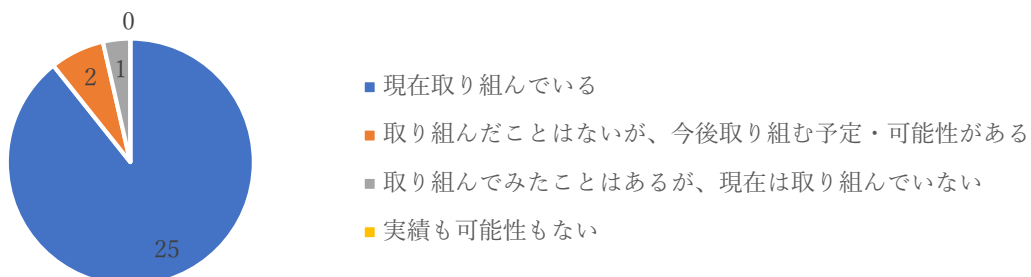 0
2
1
25
■ 現在取り組んでいる
■ 取り組んだことはないが、今後取り組む予定・可能性がある
■ 取り組んでみたことはあるが、現在は取り組んでいない
■ 実績も可能性もない